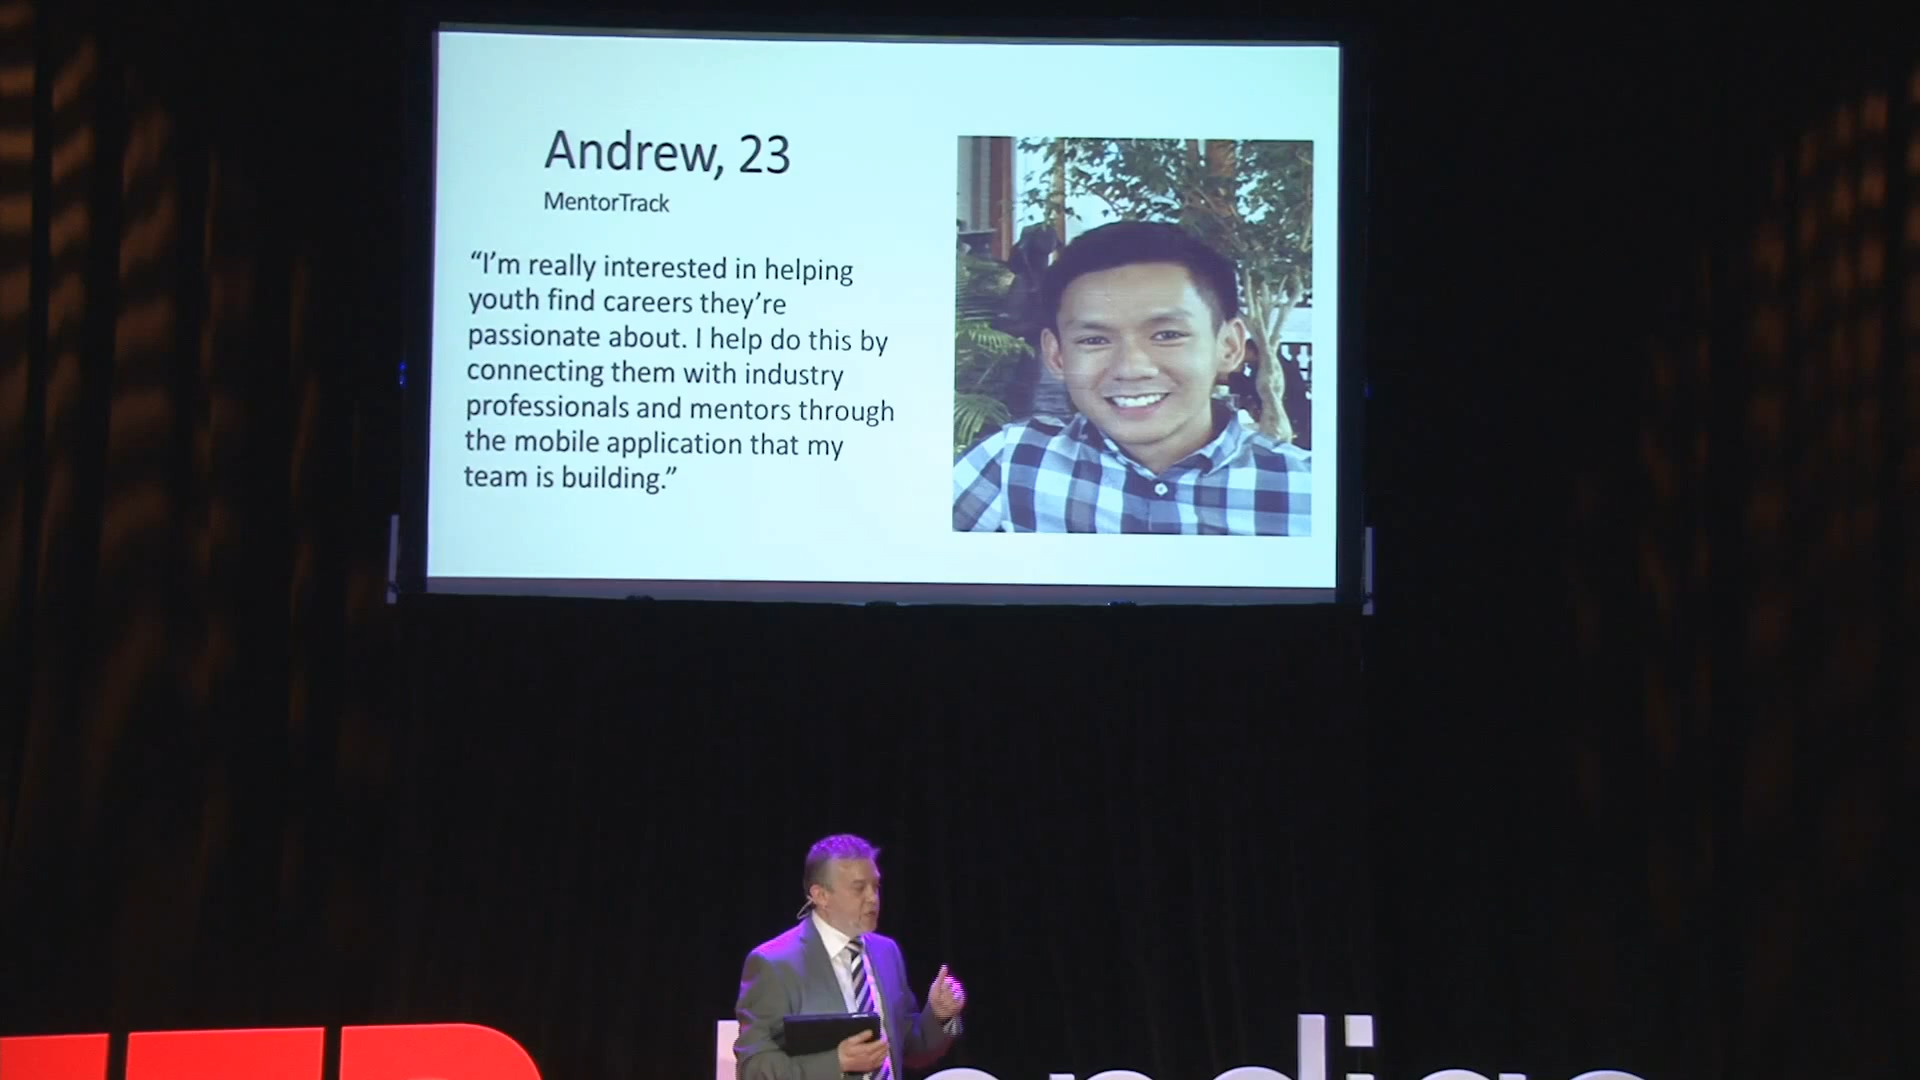 Andrew, 23
MentorTrack
“I’m really interested in helping
youth find careers they’re
passionate about. I help do this by
connecting them with industry
professionals and mentors through
the mobile application that my
team is building.”